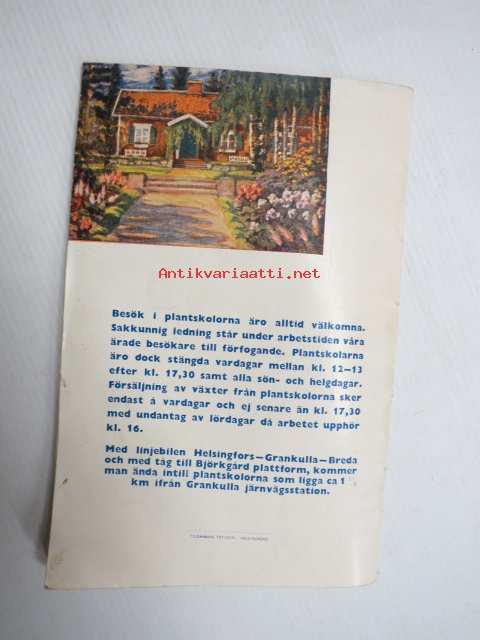 Antikvariaatti.net
Besök i plantskolorna äro alltid välkomna.
Sakkunnig ledning står under arbetstiden våra
ärade besökare till förfogande. Plantskolarna
äro dock stängda vardagar mellan kl. 12—13
efter kl. 17,30 samt alla sön- och helgdagar.
Försäljning av växter från plantskolorna sker
endast å vardagar och ej senare än kl. 17,30
med undantag av lördagar då arbetet upphör
kl. 16.
Med linjebilen Helsingfors—Grankulla—Breda
och med tåg till Björkgård plattform, kommer
man ända intill plantskolorna som ligga ca 1
km ifrån Grankulla järnvägsstation.